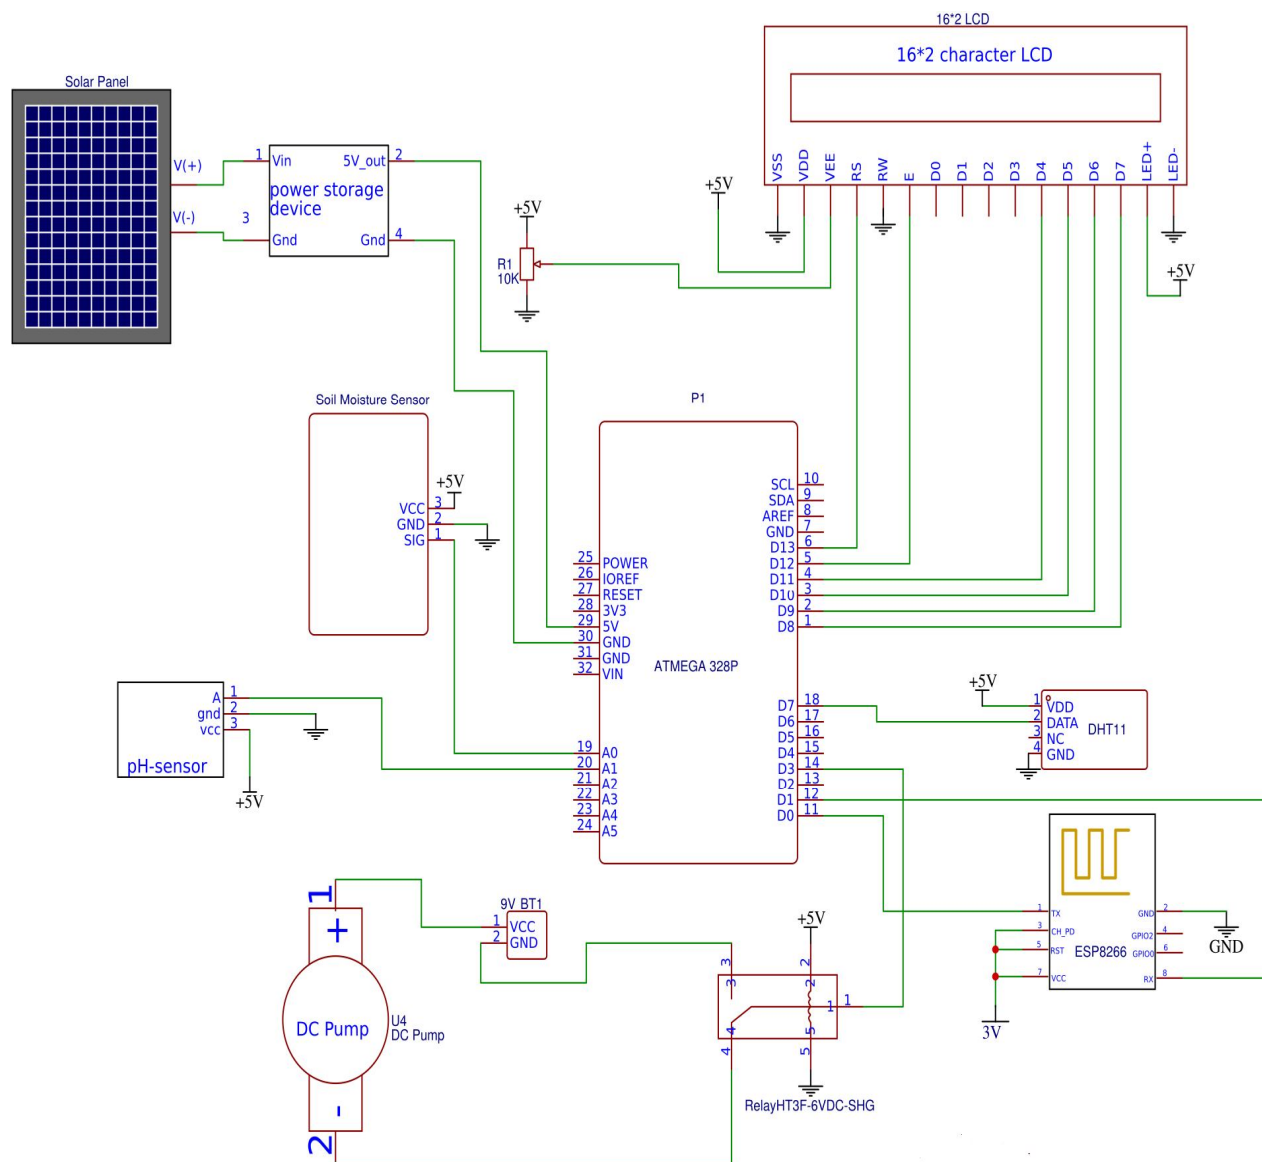 16*2 LCD
16*2 character LCD
VSS VDD VEE RS RW E D0 D1 D2 D3 D4 D5 D6 D7 LED+ LED-
Solar Panel
V(+)
V(-)
1 Vin 5V_out 2
power storage
device
3
Gnd Gnd 4
+5V
+5V
R1
10K
+5V
Soil Moisture Sensor
+5V
VCC 3
GND 2
SIG 1
P1
SCL 10
SDA 9
AREF 8
GND 7
D13 6
D12 5
D11 4
D10 3
D9 2
D8 1
25 POWER
26 IOREF
27 RESET
28 3V3
29 5V
30 GND
31 GND
32 VIN
ATMEGA 328P
D7 18
D6 17
D5 16
D4 15
D3 14
D2 13
D1 12
D0 11
19 A0
20 A1
21 A2
22 A3
23 A4
24 A5
A 1
gnd 2
vcc 3
pH-sensor
+5V
+5V
1 VDD
2 DATA
3 NC
4 GND
DHT11
1 TX
3 CH_PD
5 RST
7 VCC
ESP8266
GND 2
GPIO2 4
GPIO0 6
RX 8
GND
3V
1
+
DC Pump
-
2
U4
DC Pump
9V BT1
1 VCC
2 GND
+5V
3 2
3 2
1 1
4 5
4 5
RelayHT3F-6VDC-SHG